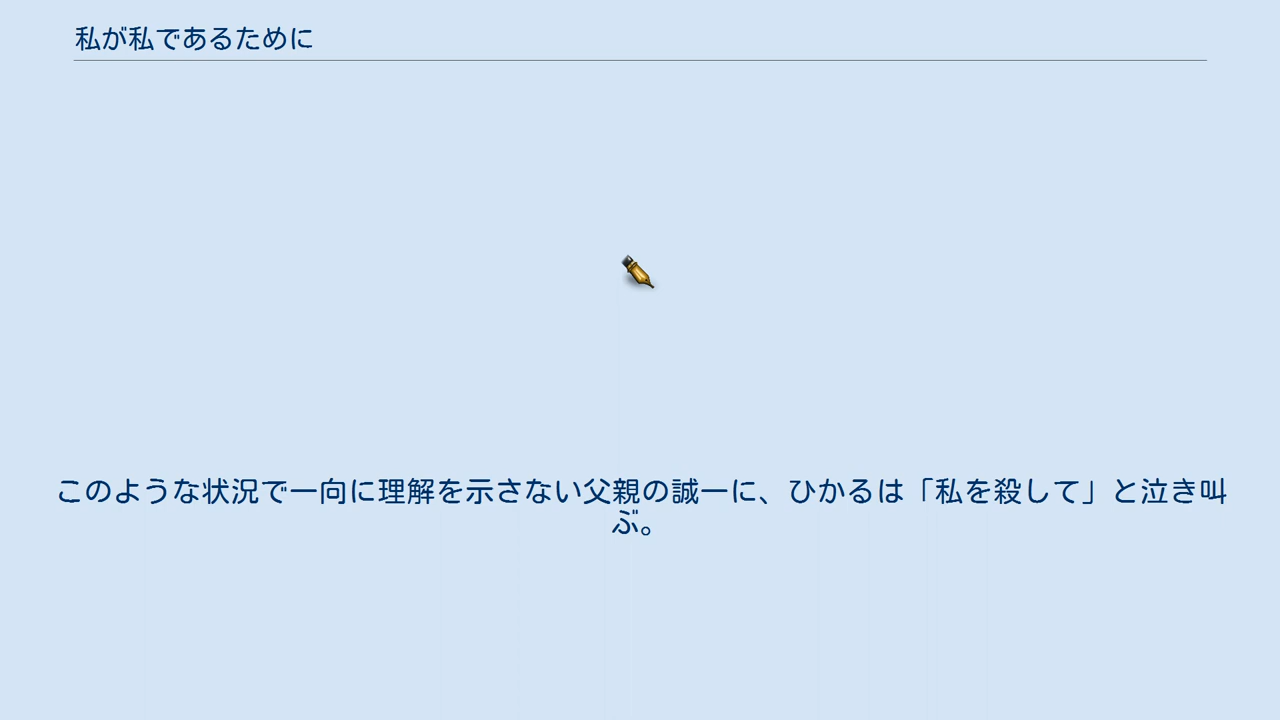 私が私であるために
このような状況で一向に理解を示さない父親の誠一に、ひかるは「私を殺して」と泣き叫
ぶ。